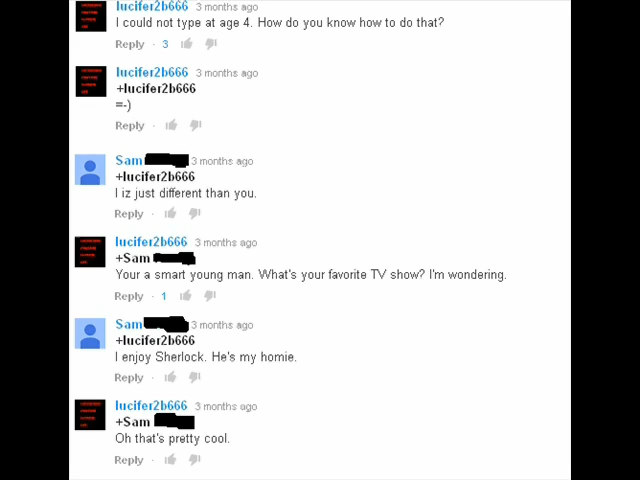 lucifer2b666 3 months ago
I could not type at age 4. How do you know how to do that?
Reply · 3
lucifer2b666 3 months ago
+lucifer2b666
=-)
Reply ·
Sam 3 months ago
+lucifer2b666
I iz just different than you.
Reply ·
lucifer2b666 3 months ago
+Sam
Your a smart young man. What's your favorite TV show? I'm wondering.
Reply · 1
Sam 3 months ago
+lucifer2b666
I enjoy Sherlock. He's my homie.
Reply ·
lucifer2b666 3 months ago
+Sam
Oh that's pretty cool.
Reply ·